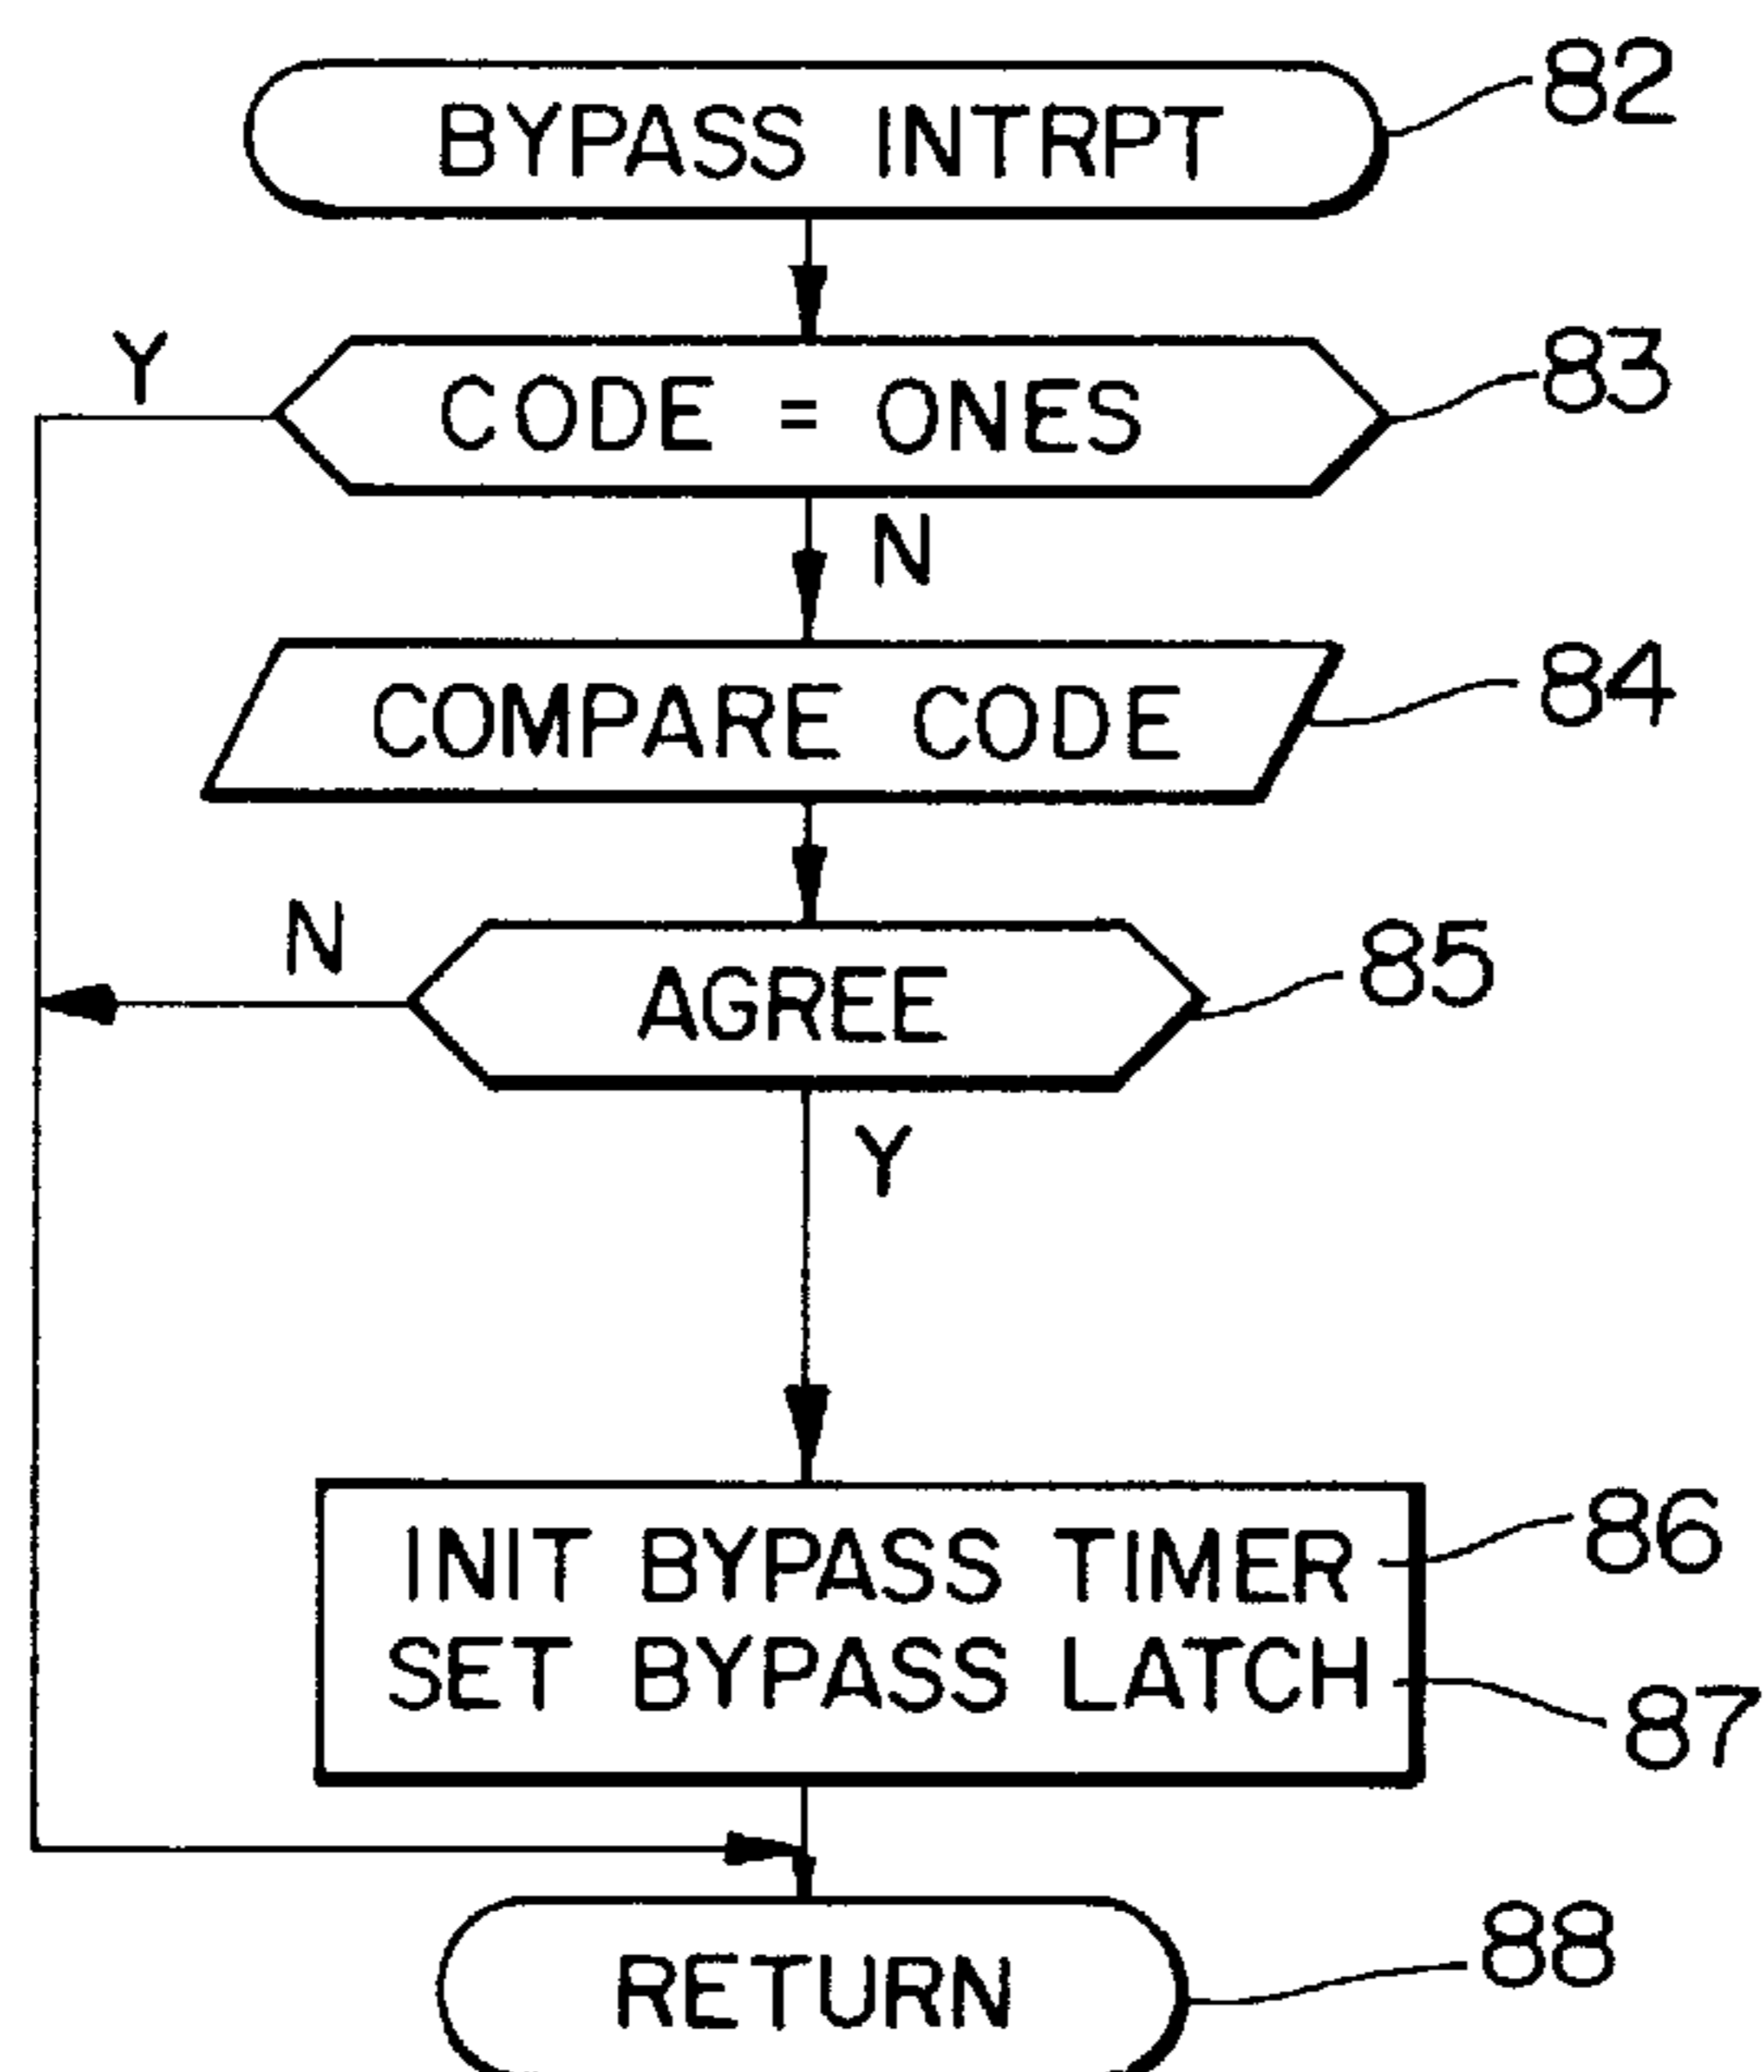 BYPASS INTRPT
82
Y
CODE = ONES
83
N
COMPARE CODE
84
N
AGREE
85
Y
INIT BYPASS TIMER
86
SET BYPASS LATCH
87
RETURN
88